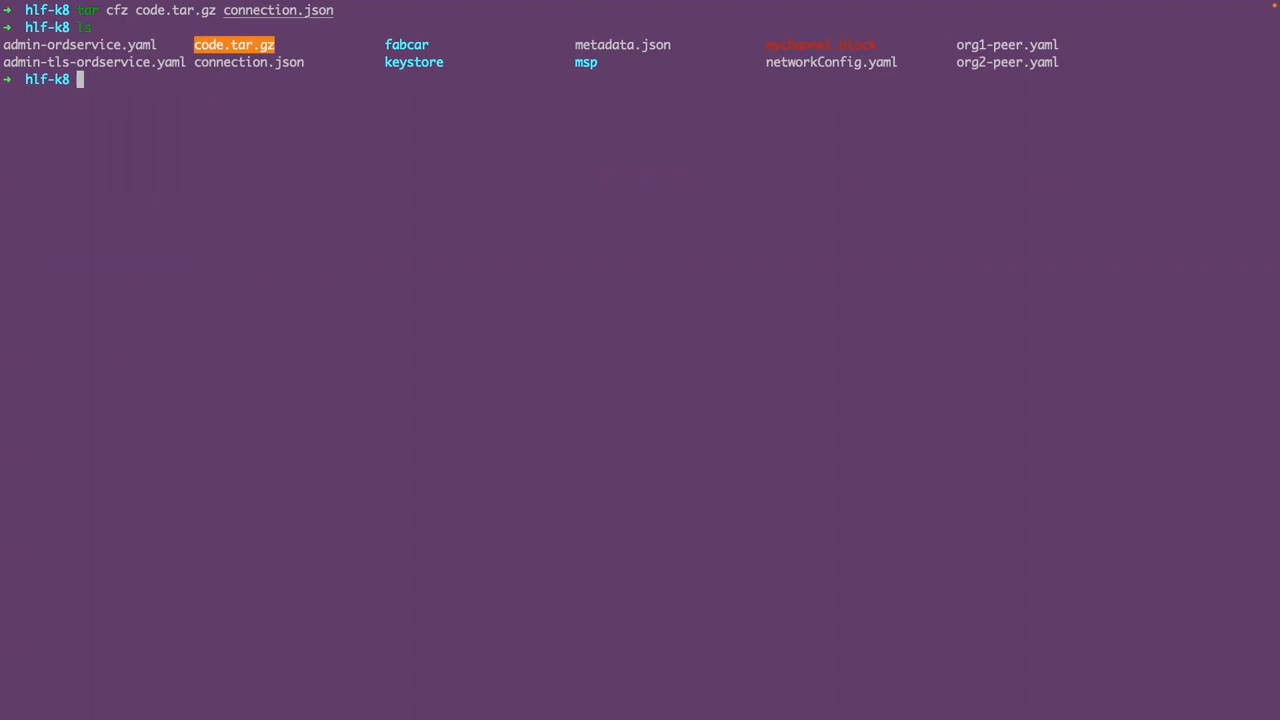 ➜ hlf-k8 tar cfz code.tar.gz connection.json
➜ hlf-k8 ls
admin-ordservice.yaml code.tar.gz fabcar metadata.json mychannel.block org1-peer.yaml
admin-tls-ordservice.yaml connection.json keystore msp networkConfig.yaml org2-peer.yaml
➜ hlf-k8